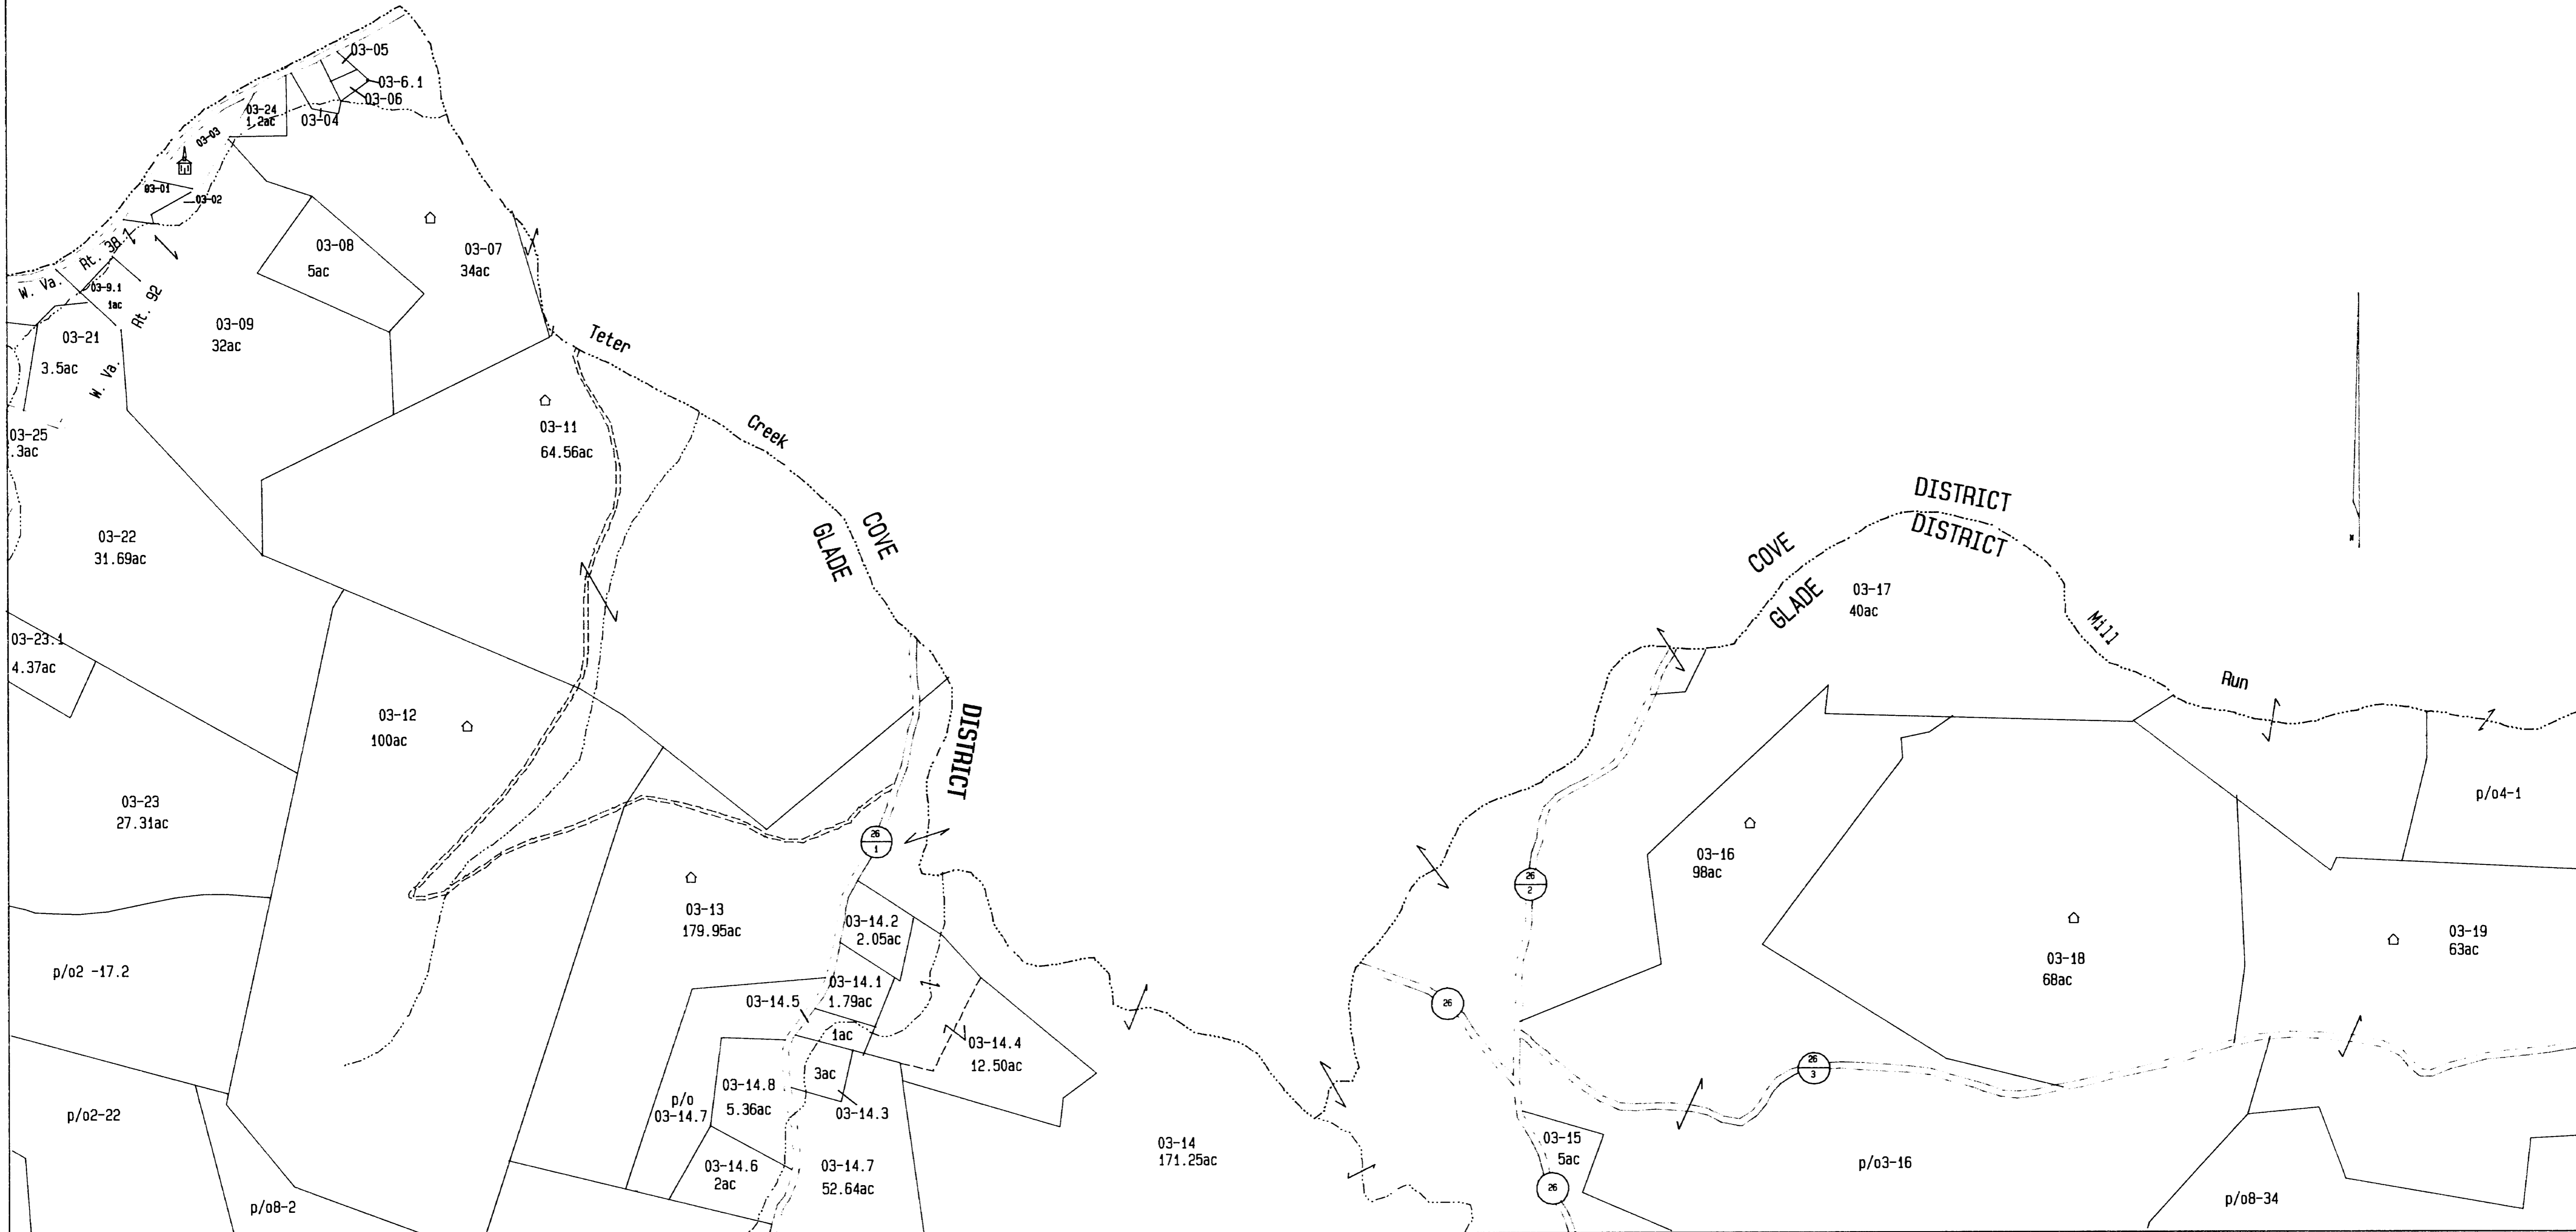 03-05
03-6.1
03-06
03-24
1.2ac
03-04
03-03
03-01
03-02
03-08
5ac
03-07
34ac
W. Va. Rt. 38
03-9.1
1ac
W. Va. Rt. 92
03-09
32ac
03-21
3.5ac
Teter Creek
03-11
64.56ac
03-25
.3ac
03-22
31.69ac
COVE
GLADE
DISTRICT
03-23.1
4.37ac
03-12
100ac
03-23
27.31ac
26
1
03-13
179.95ac
03-14.2
2.05ac
p/o2 -17.2
03-14.1
1.79ac
03-14.5
1ac
03-14.4
12.50ac
3ac
03-14.8
5.36ac
p/o
03-14.7
03-14.3
p/o2-22
03-14.6
2ac
03-14.7
52.64ac
p/o8-2
03-14
171.25ac
COVE DISTRICT
GLADE DISTRICT
03-17
40ac
Mill Run
p/o4-1
03-16
98ac
26
2
03-18
68ac
03-19
63ac
26
26
3
03-15
5ac
26
p/o3-16
p/o8-34